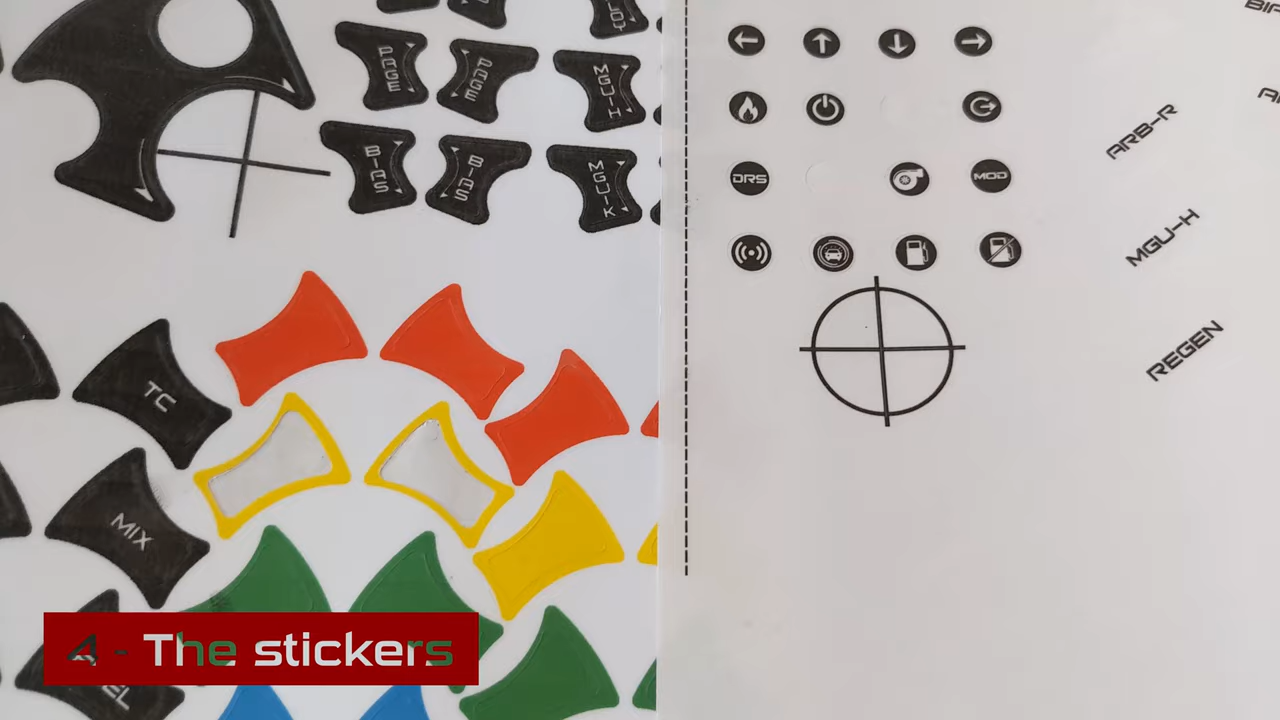 PAGE
PAGE
MGU-H
BIAS
BIAS
MGU-K
TC
MIX
DRS
MOD
ARB-R
MGU-H
REGEN
4 - The stickers